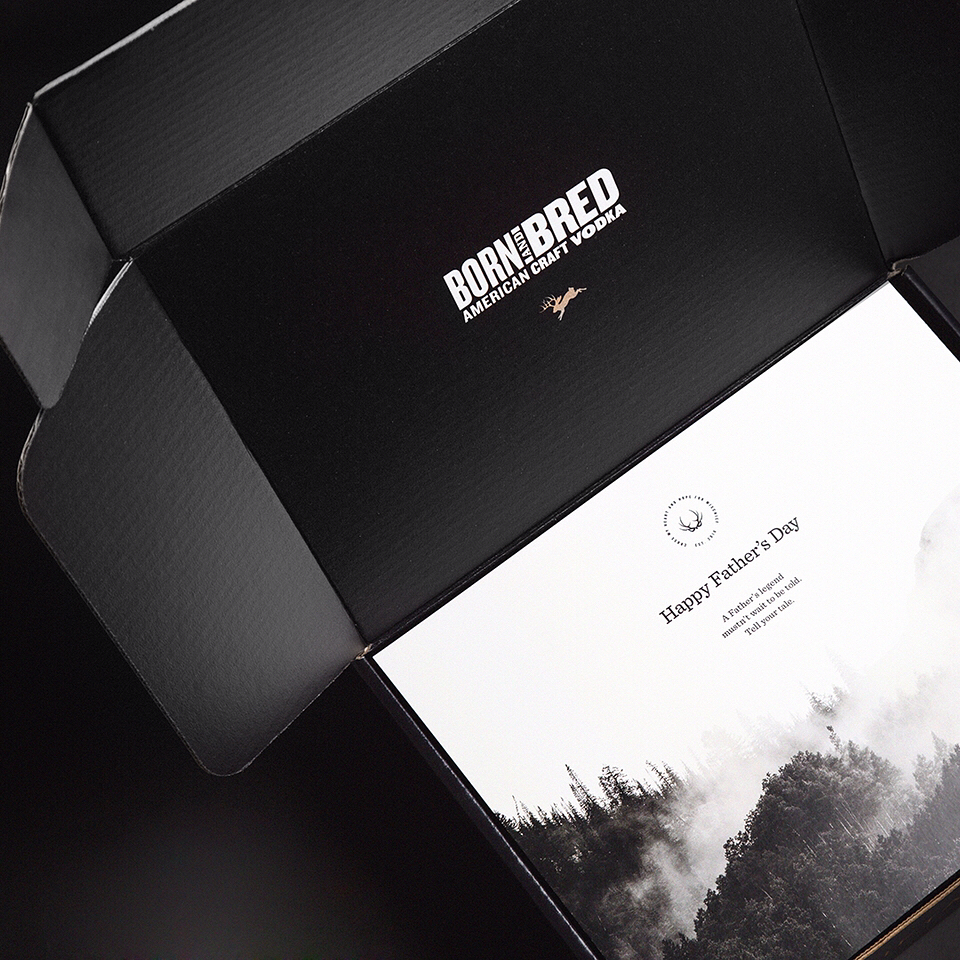 BORN AND BRED
AMERICAN CRAFT VODKA
Happy Father's Day
A Father's legend
mustn't wait to be told.
Tell your tale.